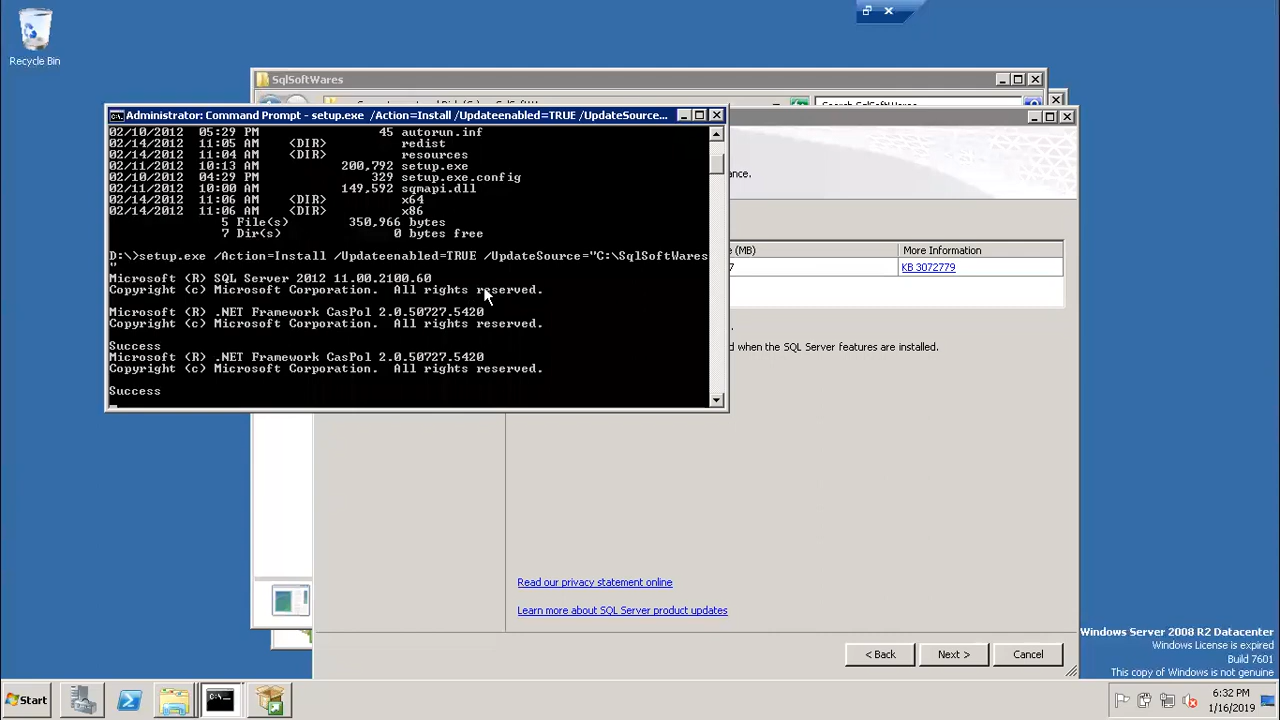 Recycle Bin
SqlSoftWares
Administrator: Command Prompt - setup.exe /Action=Install /Updateenabled=TRUE /UpdateSource...
02/10/2012 05:29 PM 45 autorun.inf
02/14/2012 11:05 AM <DIR> redist
02/14/2012 11:04 AM <DIR> resources
02/11/2012 10:13 AM 200,792 setup.exe
02/10/2012 04:29 PM 329 setup.exe.config
02/11/2012 10:00 AM 149,592 sqmapi.dll
02/14/2012 11:06 AM <DIR> x64
02/14/2012 11:06 AM <DIR> x86
5 File(s) 350,966 bytes
7 Dir(s) 0 bytes free
D:\>setup.exe /Action=Install /Updateenabled=TRUE /UpdateSource="C:\SqlSoftWares
"
Microsoft (R) SQL Server 2012 11.00.2100.60
Copyright (c) Microsoft Corporation. All rights reserved.
Microsoft (R) .NET Framework CasPol 2.0.50727.5420
Copyright (c) Microsoft Corporation. All rights reserved.
Success
Microsoft (R) .NET Framework CasPol 2.0.50727.5420
Copyright (c) Microsoft Corporation. All rights reserved.
Success
ance.
(MB) More Information
7 KB 3072779
d when the SQL Server features are installed.
Read our privacy statement online
Learn more about SQL Server product updates
< Back Next > Cancel
Windows Server 2008 R2 Datacenter
Windows License is expired
Build 7601
This copy of Windows is not genuine
Start
6:32 PM
1/16/2019